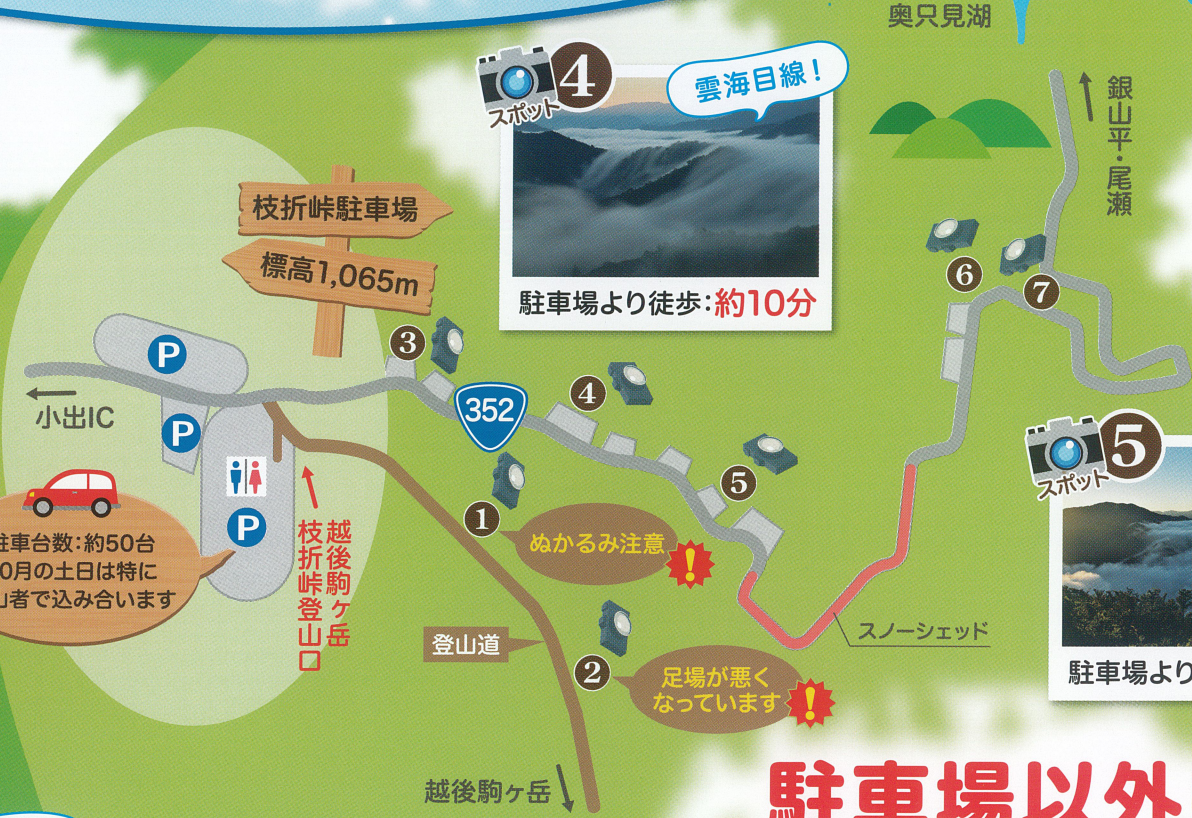 奥只見湖
4
スポット
雲海目線!
駐車場より徒歩:約10分
銀山平・尾瀬
枝折峠駐車場
標高1,065m
6
7
3
P
4
352
小出IC
P
5
スポット
5
P
1
ぬかるみ注意
!
車台数:約50台
0月の土日は特に
者で込み合います
越後駒ヶ岳
枝折峠登山口
登山道
スノーシェッド
2
足場が悪く
なっています
!
駐車場より
越後駒ヶ岳
駐車場以外